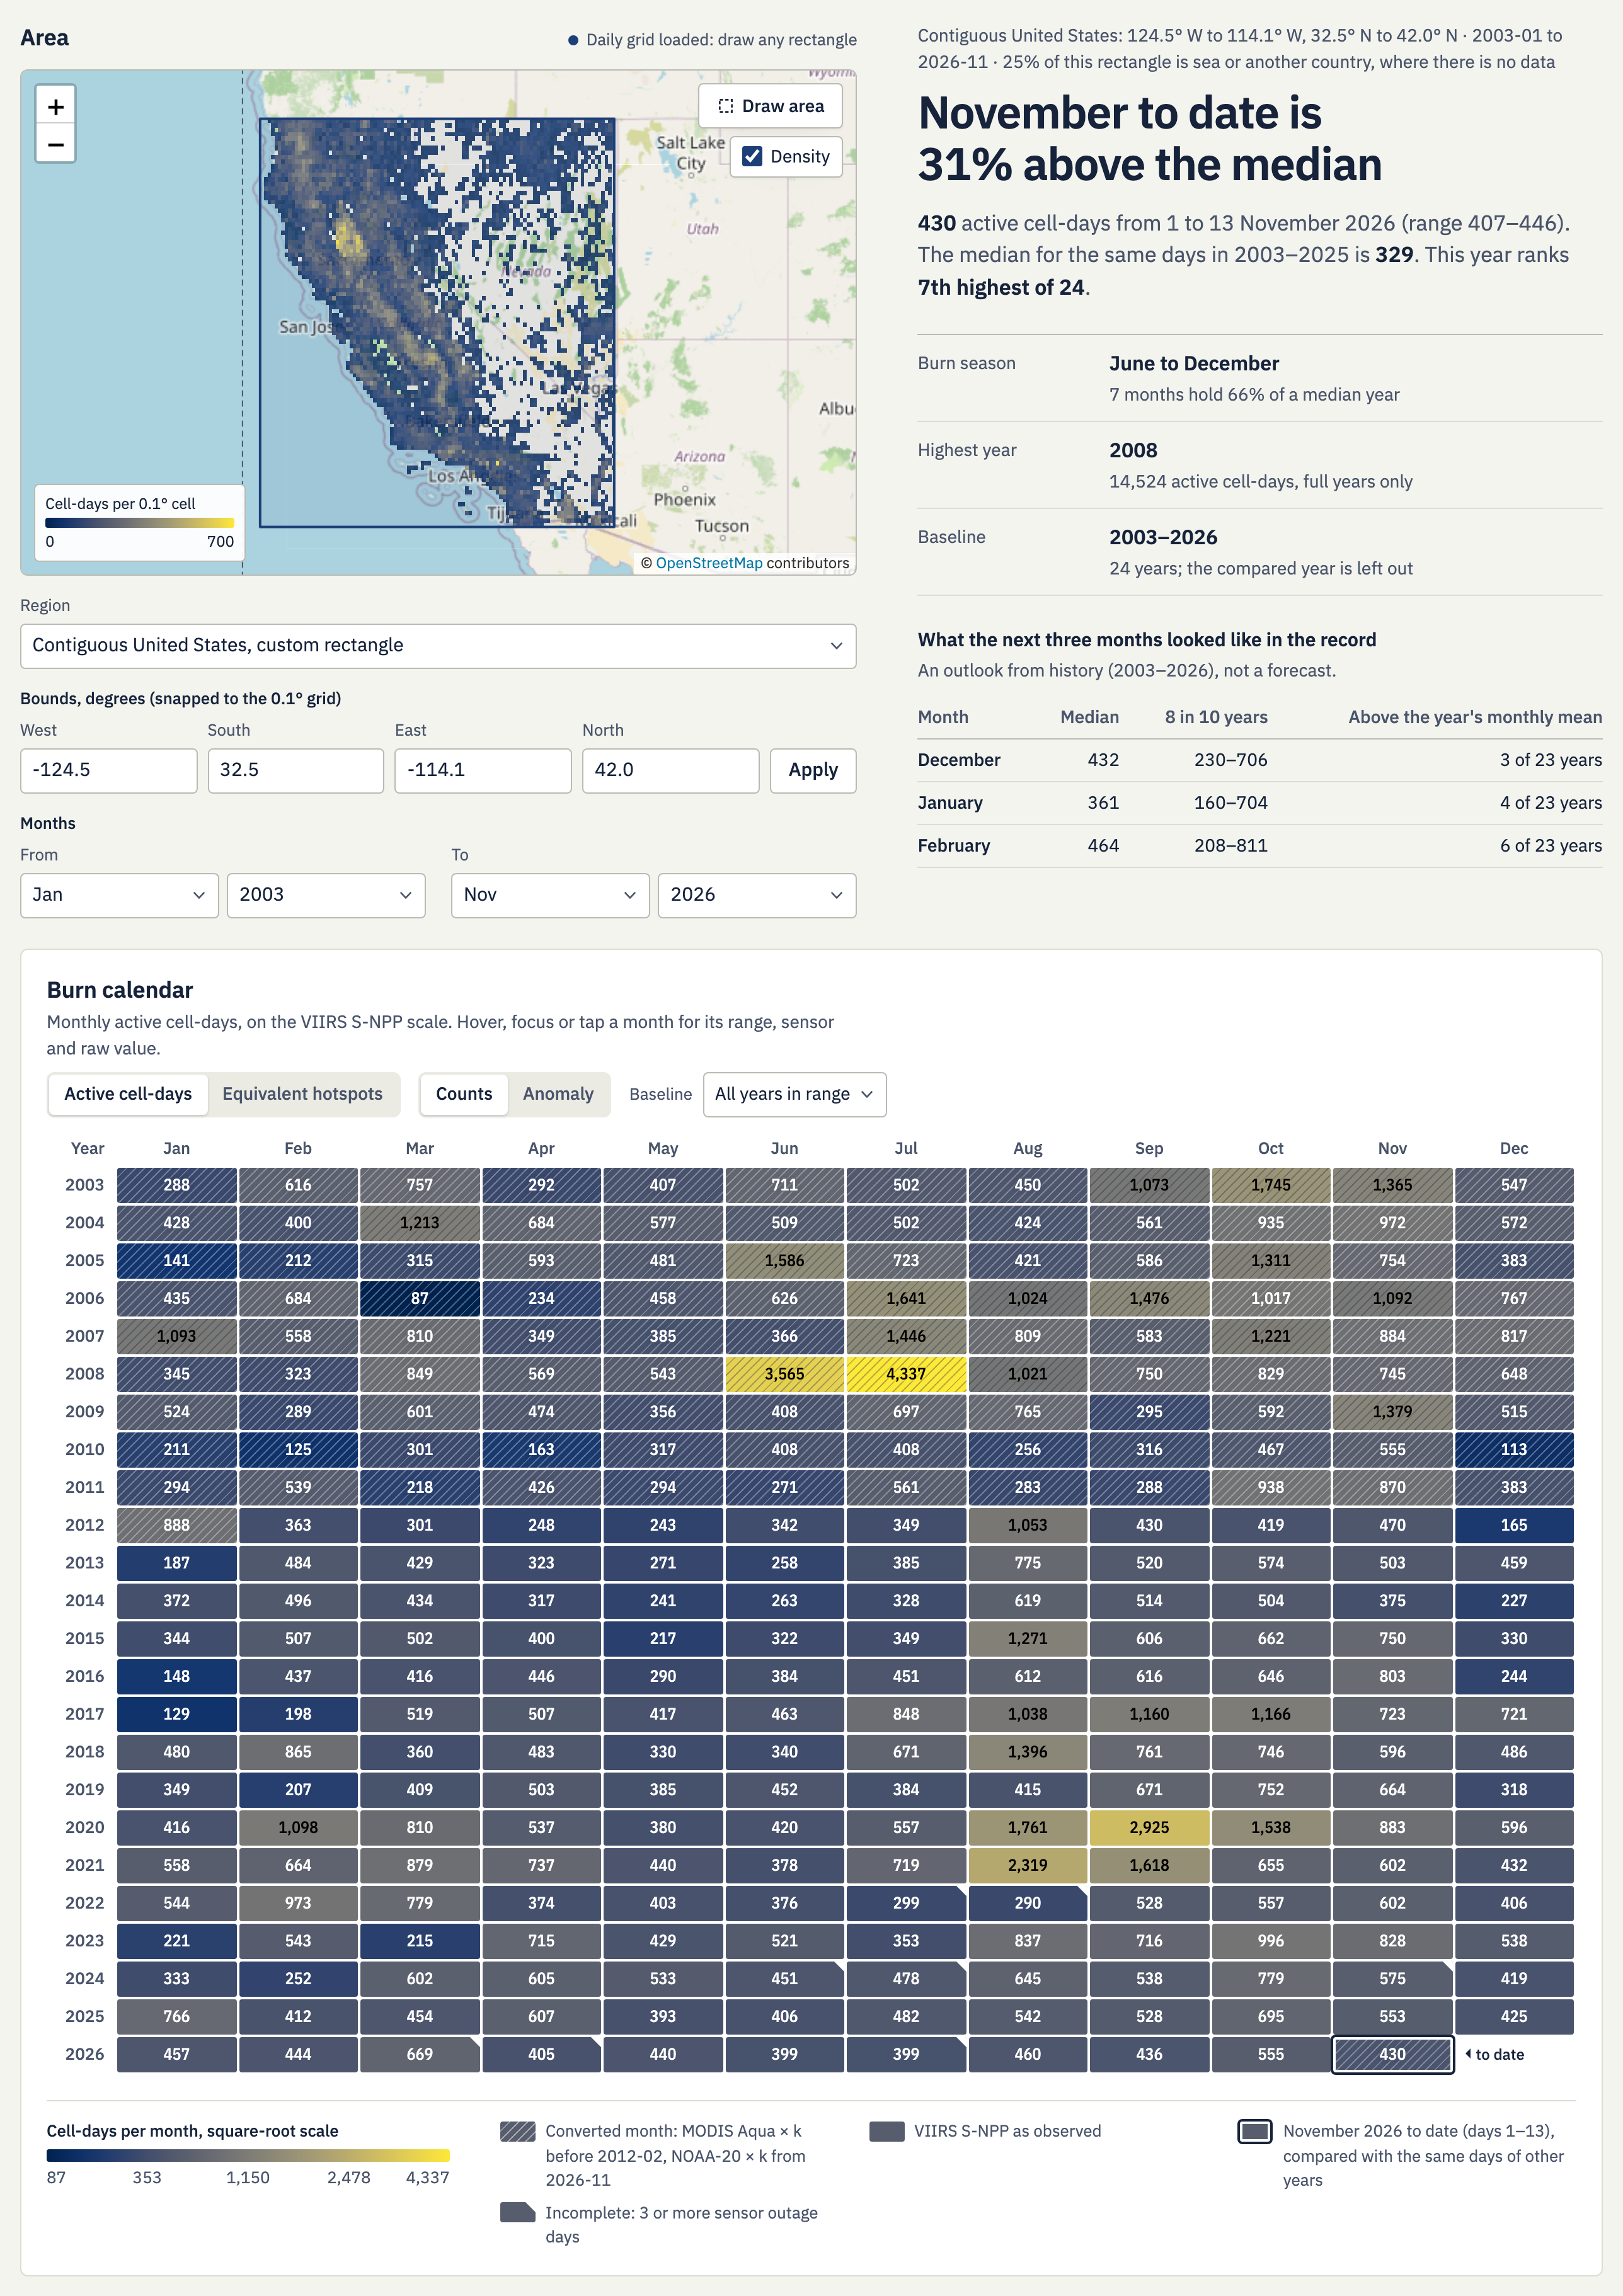 Area
Daily grid loaded: draw any rectangle
+
−
Draw area
Density
Salt Lake
City
Utah
Nevada
Las Vegas
Arizona
Phoenix
Tucson
Albu
Los An
Cell-days per 0.1° cell
0 700
© OpenStreetMap contributors
Region
Contiguous United States, custom rectangle
Bounds, degrees (snapped to the 0.1° grid)
West South East North
-124.5 32.5 -114.1 42.0 Apply
Months
From To
Jan 2003 Nov 2026
Contiguous United States: 124.5° W to 114.1° W, 32.5° N to 42.0° N · 2003-01 to
2026-11 · 25% of this rectangle is sea or another country, where there is no data
November to date is
31% above the median
430 active cell-days from 1 to 13 November 2026 (range 407–446).
The median for the same days in 2003–2025 is 329. This year ranks
7th highest of 24.
Burn season June to December
7 months hold 66% of a median year
Highest year 2008
14,524 active cell-days, full years only
Baseline 2003–2026
24 years; the compared year is left out
What the next three months looked like in the record
An outlook from history (2003–2026), not a forecast.
Month Median 8 in 10 years Above the year's monthly mean
December 432 230–706 3 of 23 years
January 361 160–704 4 of 23 years
February 464 208–811 6 of 23 years
Burn calendar
Monthly active cell-days, on the VIIRS S-NPP scale. Hover, focus or tap a month for its range, sensor
and raw value.
Active cell-days Equivalent hotspots Counts Anomaly Baseline All years in range
Year Jan Feb Mar Apr May Jun Jul Aug Sep Oct Nov Dec
2003 288 616 757 292 407 711 502 450 1,073 1,745 1,365 547
2004 428 400 1,213 684 577 509 502 424 561 935 972 572
2005 141 212 315 593 481 1,586 723 421 586 1,311 754 383
2006 435 684 87 234 458 626 1,641 1,024 1,476 1,017 1,092 767
2007 1,093 558 810 349 385 366 1,446 809 583 1,221 884 817
2008 345 323 849 569 543 3,565 4,337 1,021 750 829 745 648
2009 524 289 601 474 356 408 697 765 295 592 1,379 515
2010 211 125 301 163 317 408 408 256 316 467 555 113
2011 294 539 218 426 294 271 561 283 288 938 870 383
2012 888 363 301 248 243 342 349 1,053 430 419 470 165
2013 187 484 429 323 271 258 385 775 520 574 503 459
2014 372 496 434 317 241 263 328 619 514 504 375 227
2015 344 507 502 400 217 322 349 1,271 606 662 750 330
2016 148 437 416 446 290 384 451 612 616 646 803 244
2017 129 198 519 507 417 463 848 1,038 1,160 1,166 723 721
2018 480 865 360 483 330 340 671 1,396 761 746 596 486
2019 349 207 409 503 385 452 384 415 671 752 664 318
2020 416 1,098 810 537 380 420 557 1,761 2,925 1,538 883 596
2021 558 664 879 737 440 378 719 2,319 1,618 655 602 432
2022 544 973 779 374 403 376 299 290 528 557 602 406
2023 221 543 215 715 429 521 353 837 716 996 828 538
2024 333 252 602 605 533 451 478 645 538 779 575 419
2025 766 412 454 607 393 406 482 542 528 695 553 425
2026 457 444 669 405 440 399 399 460 436 555 430 to date
Cell-days per month, square-root scale
87 353 1,150 2,478 4,337
Converted month: MODIS Aqua × k
before 2012-02, NOAA-20 × k from
2026-11
Incomplete: 3 or more sensor outage
days
VIIRS S-NPP as observed
November 2026 to date (days 1–13),
compared with the same days of other
years